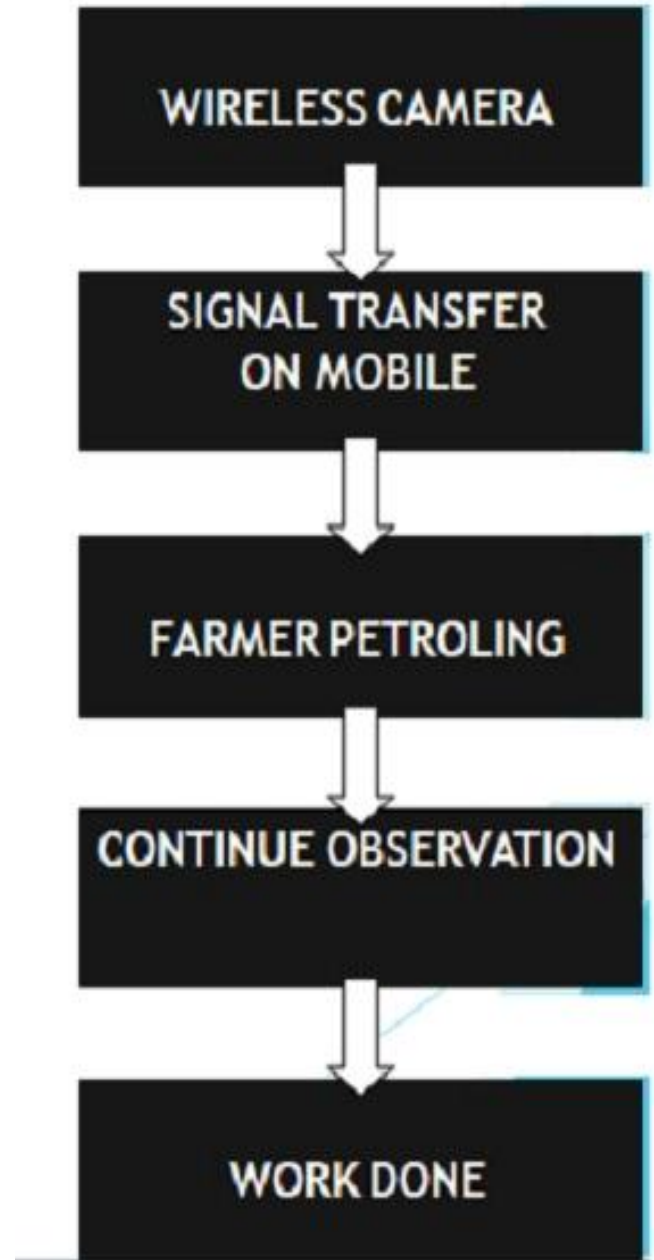 WIRELESS CAMERA
SIGNAL TRANSFER
ON MOBILE
FARMER PETROLING
CONTINUE OBSERVATION
WORK DONE